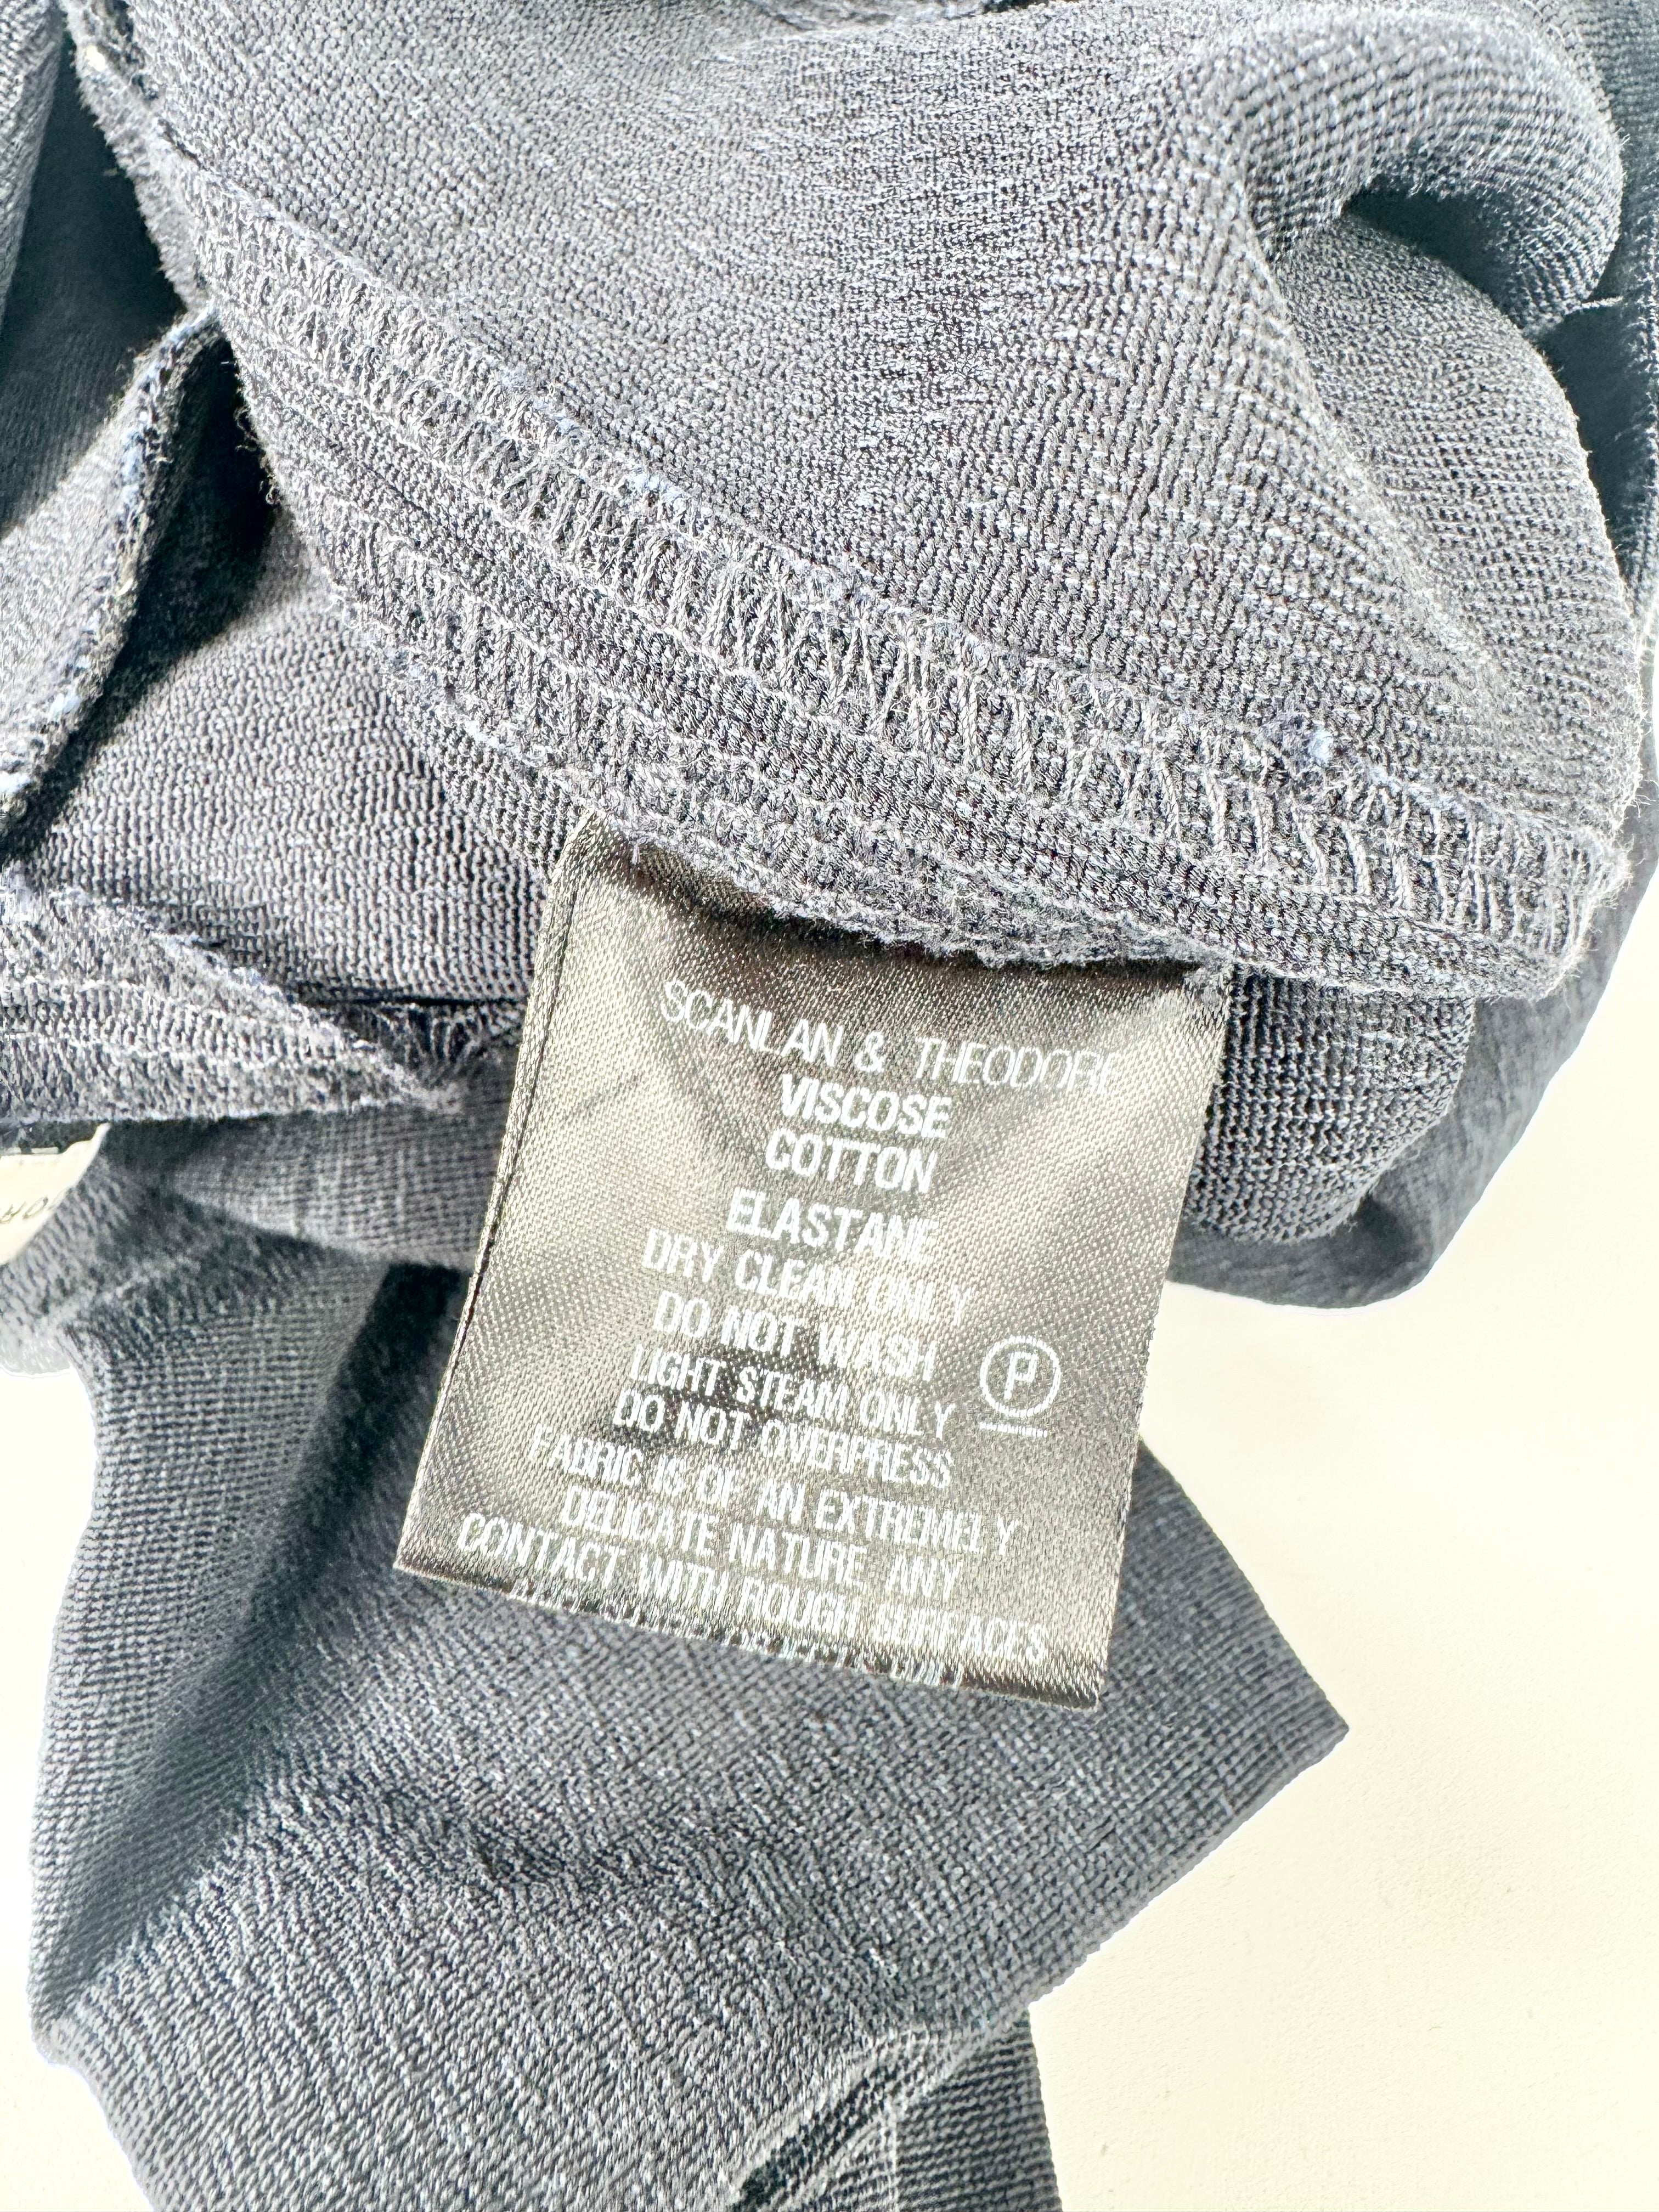 SCANLAN & THEODORE
VISCOSE
COTTON
ELASTANE
DRY CLEAN ONLY
DO NOT WASH
P
LIGHT STEAM ONLY
DO NOT OVERPRESS
FABRIC IS OF AN EXTREMELY
DELICATE NATURE, ANY
CONTACT WITH ROUGH SURFACES